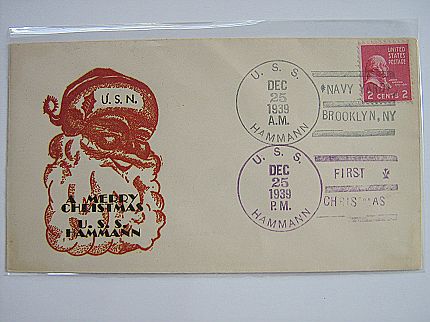 U.S.N.
A MERRY
CHRISTMAS
U.S.S.
HAMMANN
U. S. S.
DEC
25
1939
A.M.
HAMMANN
NAVY
BROOKLYN, NY
UNITED
STATES
POSTAGE
2 CENTS 2
U. S. S.
DEC
25
1939
P.M.
HAMMANN
FIRST